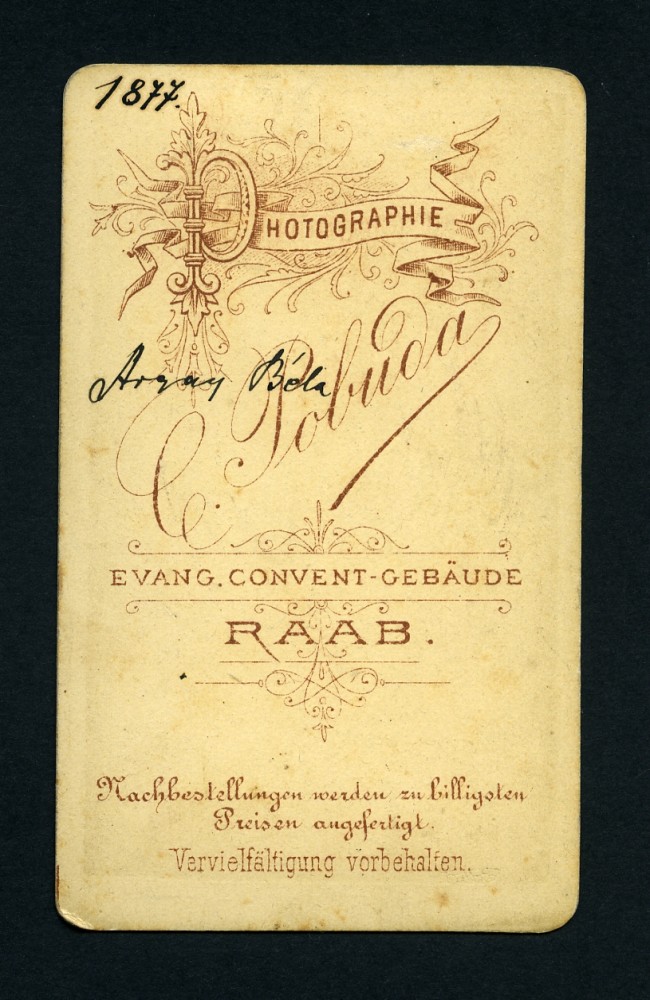 1877.
PHOTOGRAPHIE
Argay Béla
C. Pobuda
EVANG. CONVENT-GEBÄUDE
RAAB.
Nachbestellungen werden zu billigsten
Preisen angefertigt.
Vervielfältigung vorbehalten.